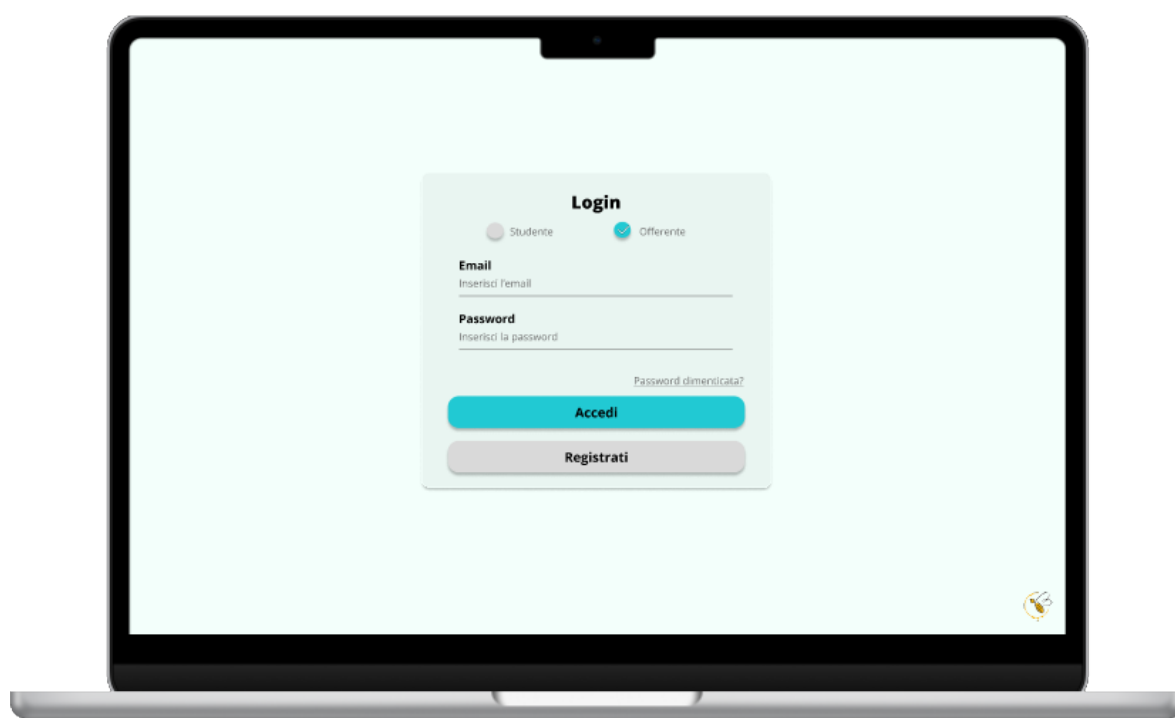 Login
Studente Offerente
Email
Inserisci l'email
Password
Inserisci la password
Password dimenticata?
Accedi
Registrati